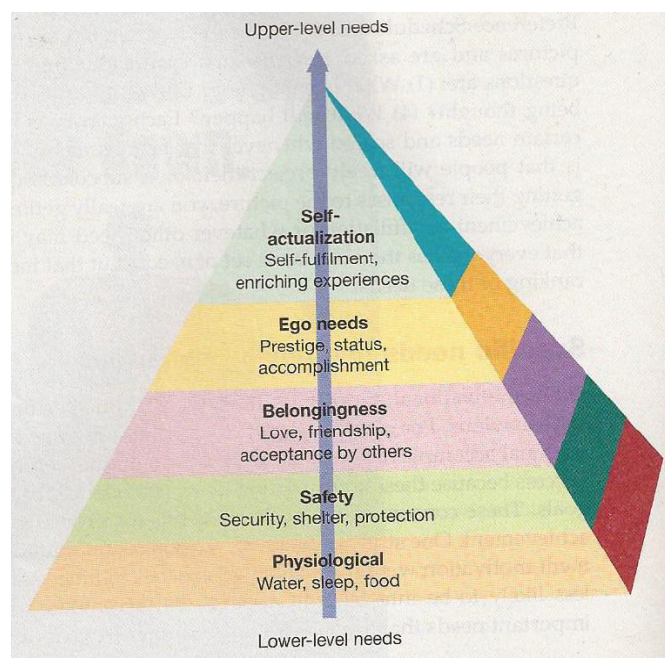 Upper-level needs
Self-
actualization
Self-fulfilment,
enriching experiences
Ego needs
Prestige, status,
accomplishment
Belongingness
Love, friendship,
acceptance by others
Safety
Security, shelter, protection
Physiological
Water, sleep, food
Lower-level needs